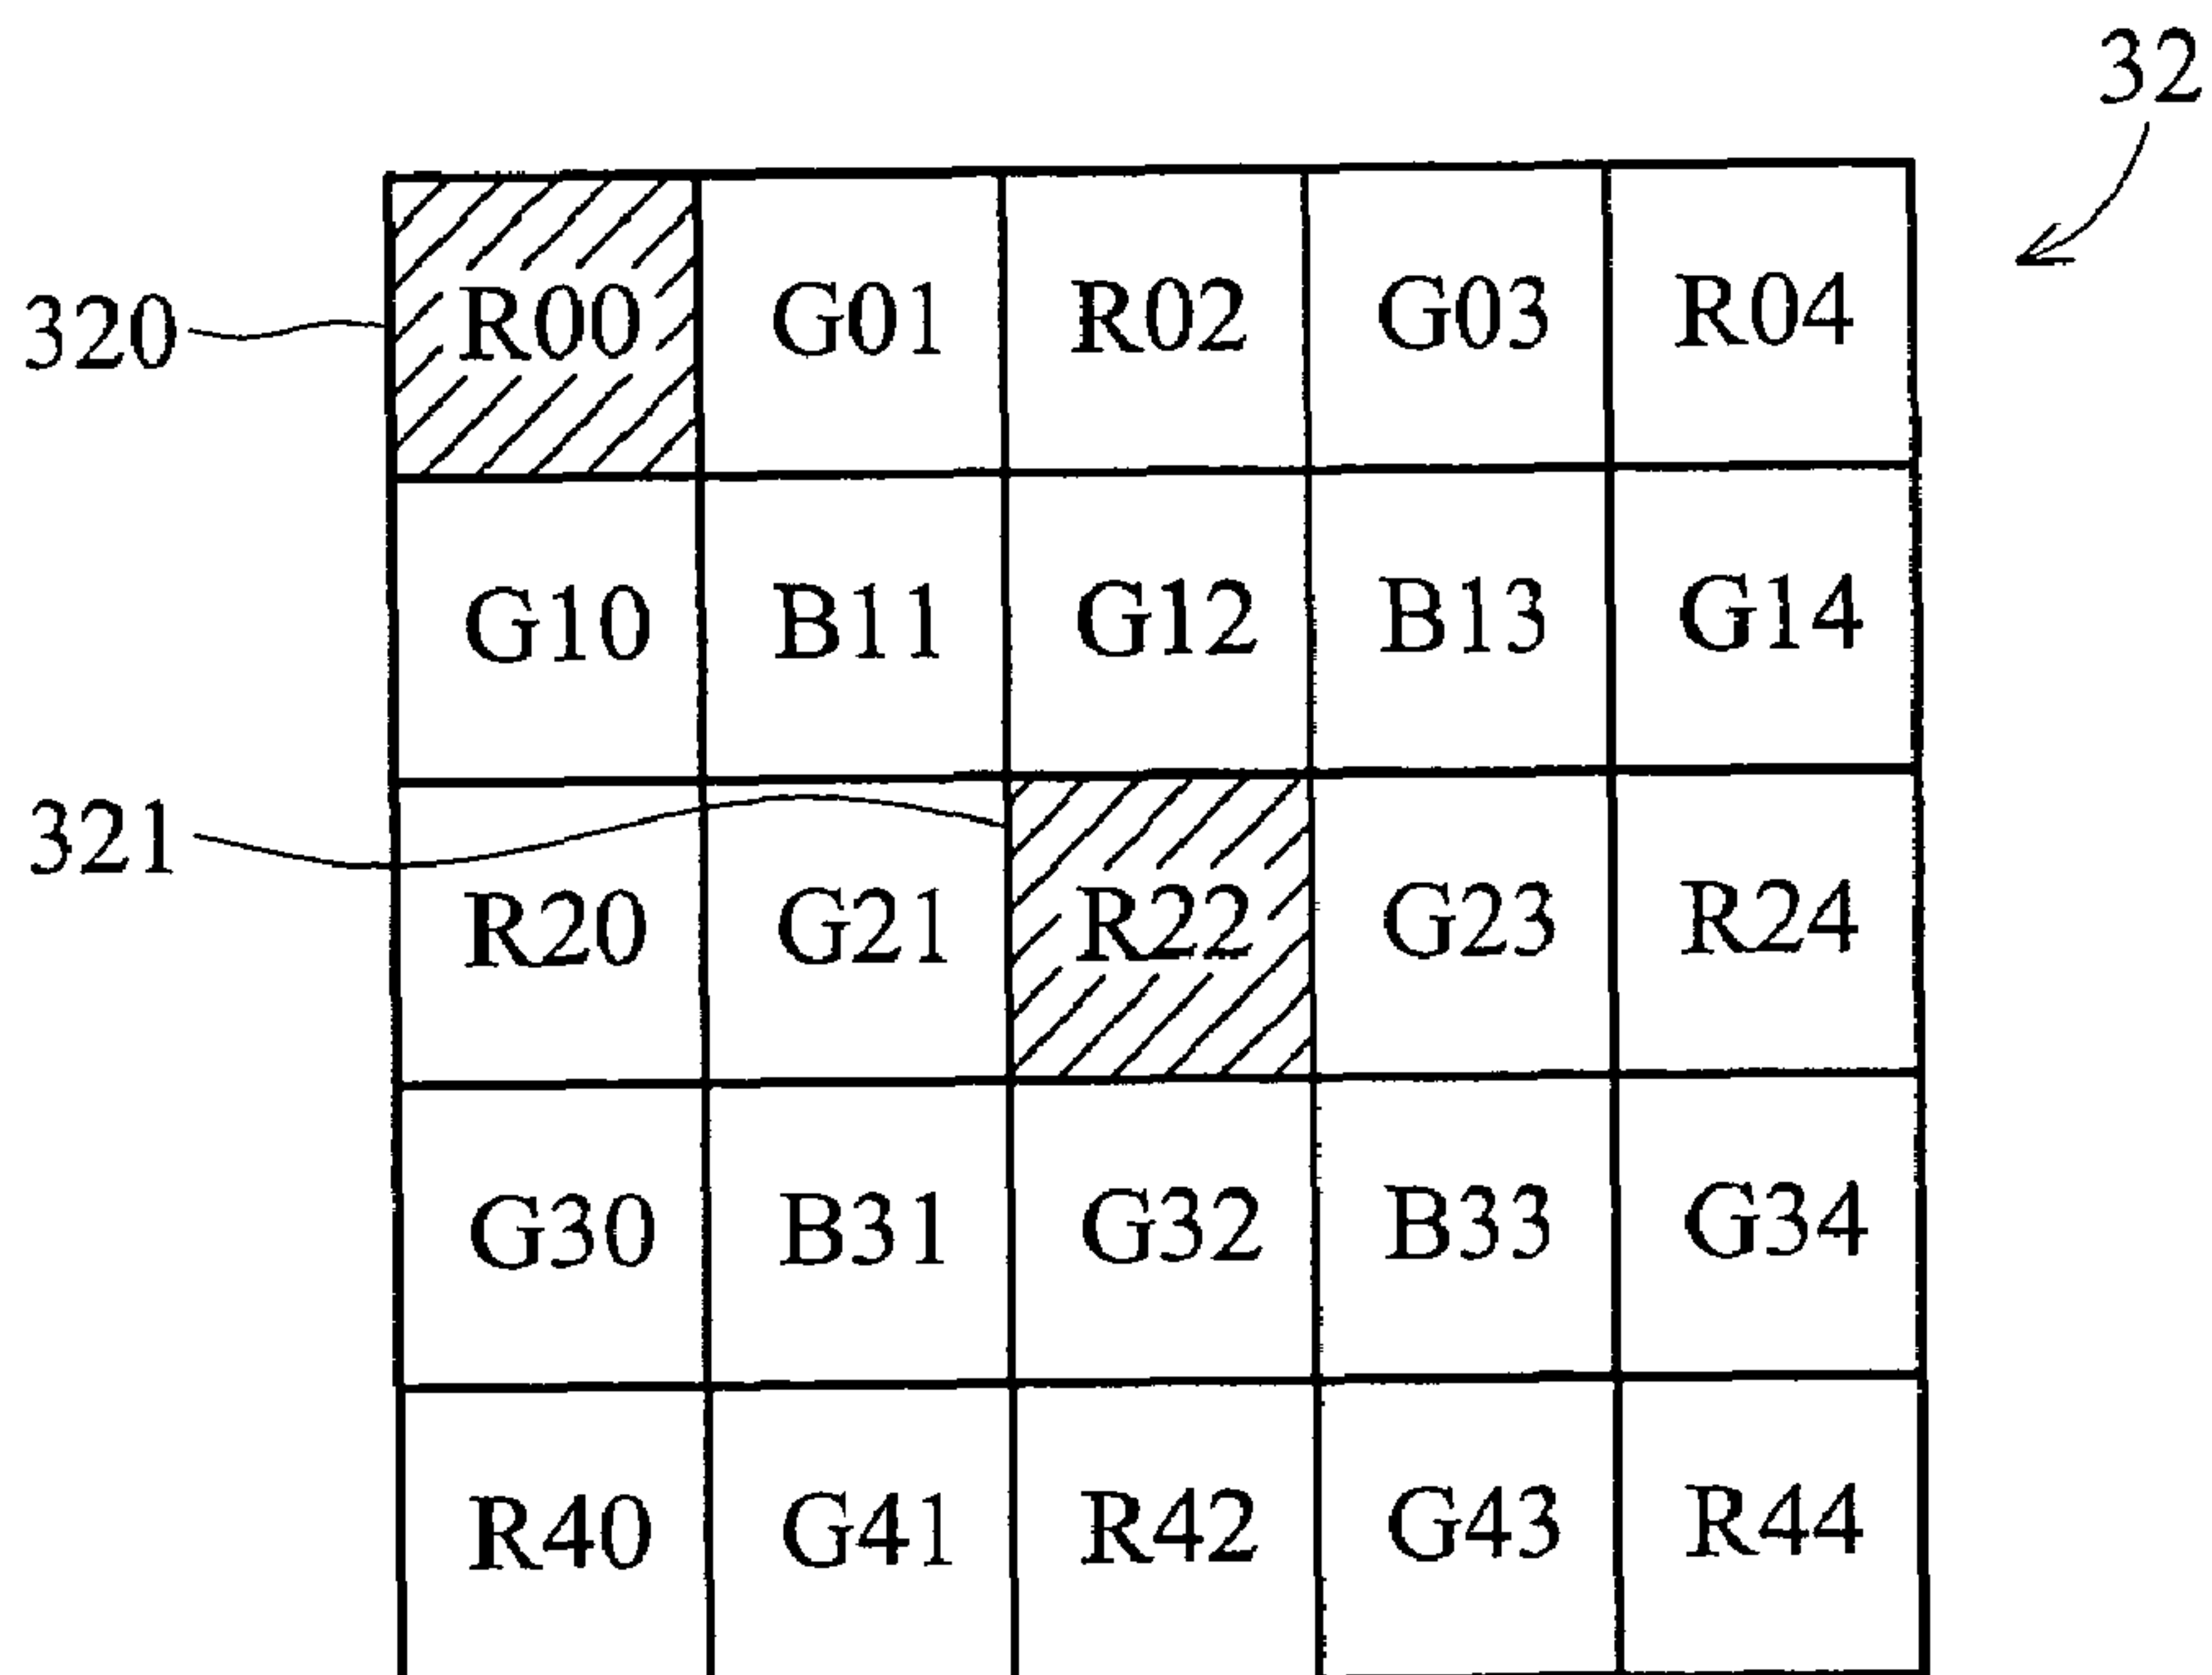 32
320 R00 G01 R02 G03 R04
G10 B11 G12 B13 G14
321 R20 G21 R22 G23 R24
G30 B31 G32 B33 G34
R40 G41 R42 G43 R44